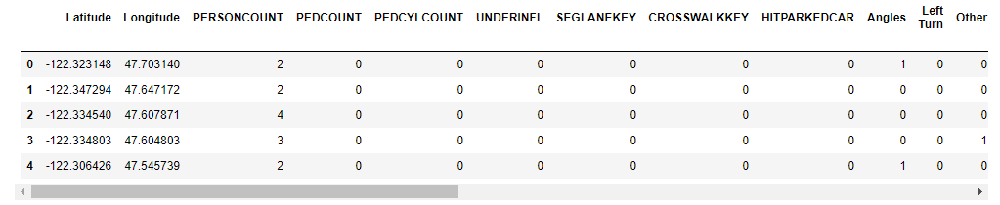 Latitude Longitude PERSONCOUNT PEDCOUNT PEDCYLCOUNT UNDERINFL SEGLANEKEY CROSSWALKKEY HITPARKEDCAR Angles Left Turn Other
0 -122.323148 47.703140 2 0 0 0 0 0 0 1 0 0
1 -122.347294 47.647172 2 0 0 0 0 0 0 0 0 0
2 -122.334540 47.607871 4 0 0 0 0 0 0 0 0 0
3 -122.334803 47.604803 3 0 0 0 0 0 0 0 0 1
4 -122.306426 47.545739 2 0 0 0 0 0 0 1 0 0